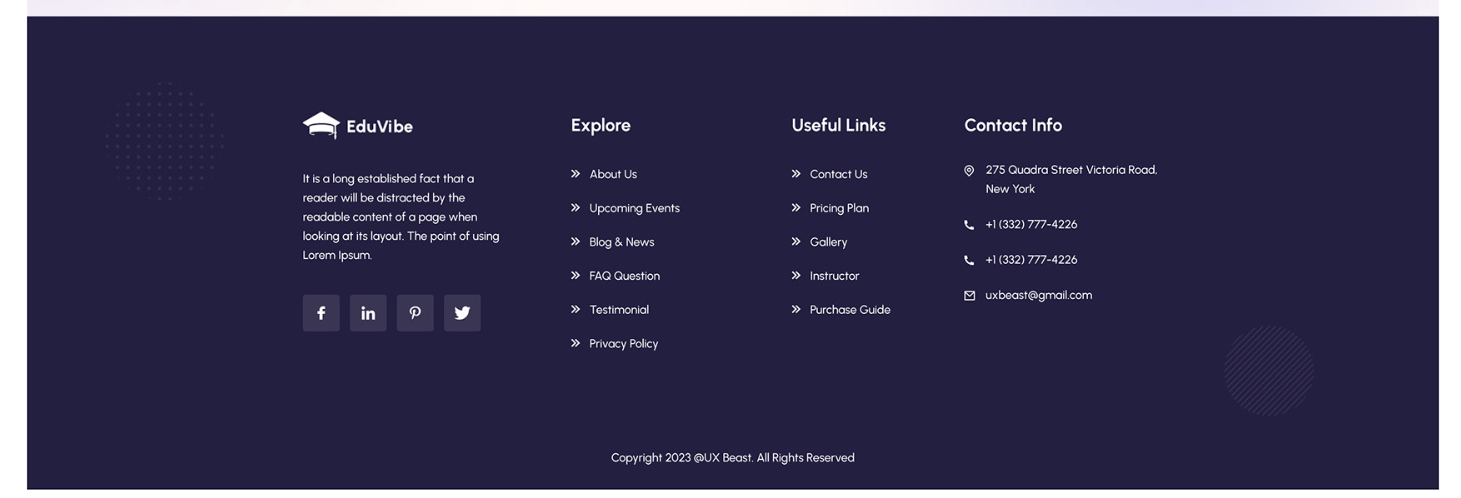 EduVibe
It is a long established fact that a
reader will be distracted by the
readable content of a page when
looking at its layout. The point of using
Lorem Ipsum.
Explore
About Us
Upcoming Events
Blog & News
FAQ Question
Testimonial
Privacy Policy
Useful Links
Contact Us
Pricing Plan
Gallery
Instructor
Purchase Guide
Contact Info
275 Quadra Street Victoria Road,
New York
+1 (332) 777-4226
+1 (332) 777-4226
uxbeast@gmail.com
Copyright 2023 @UX Beast. All Rights Reserved